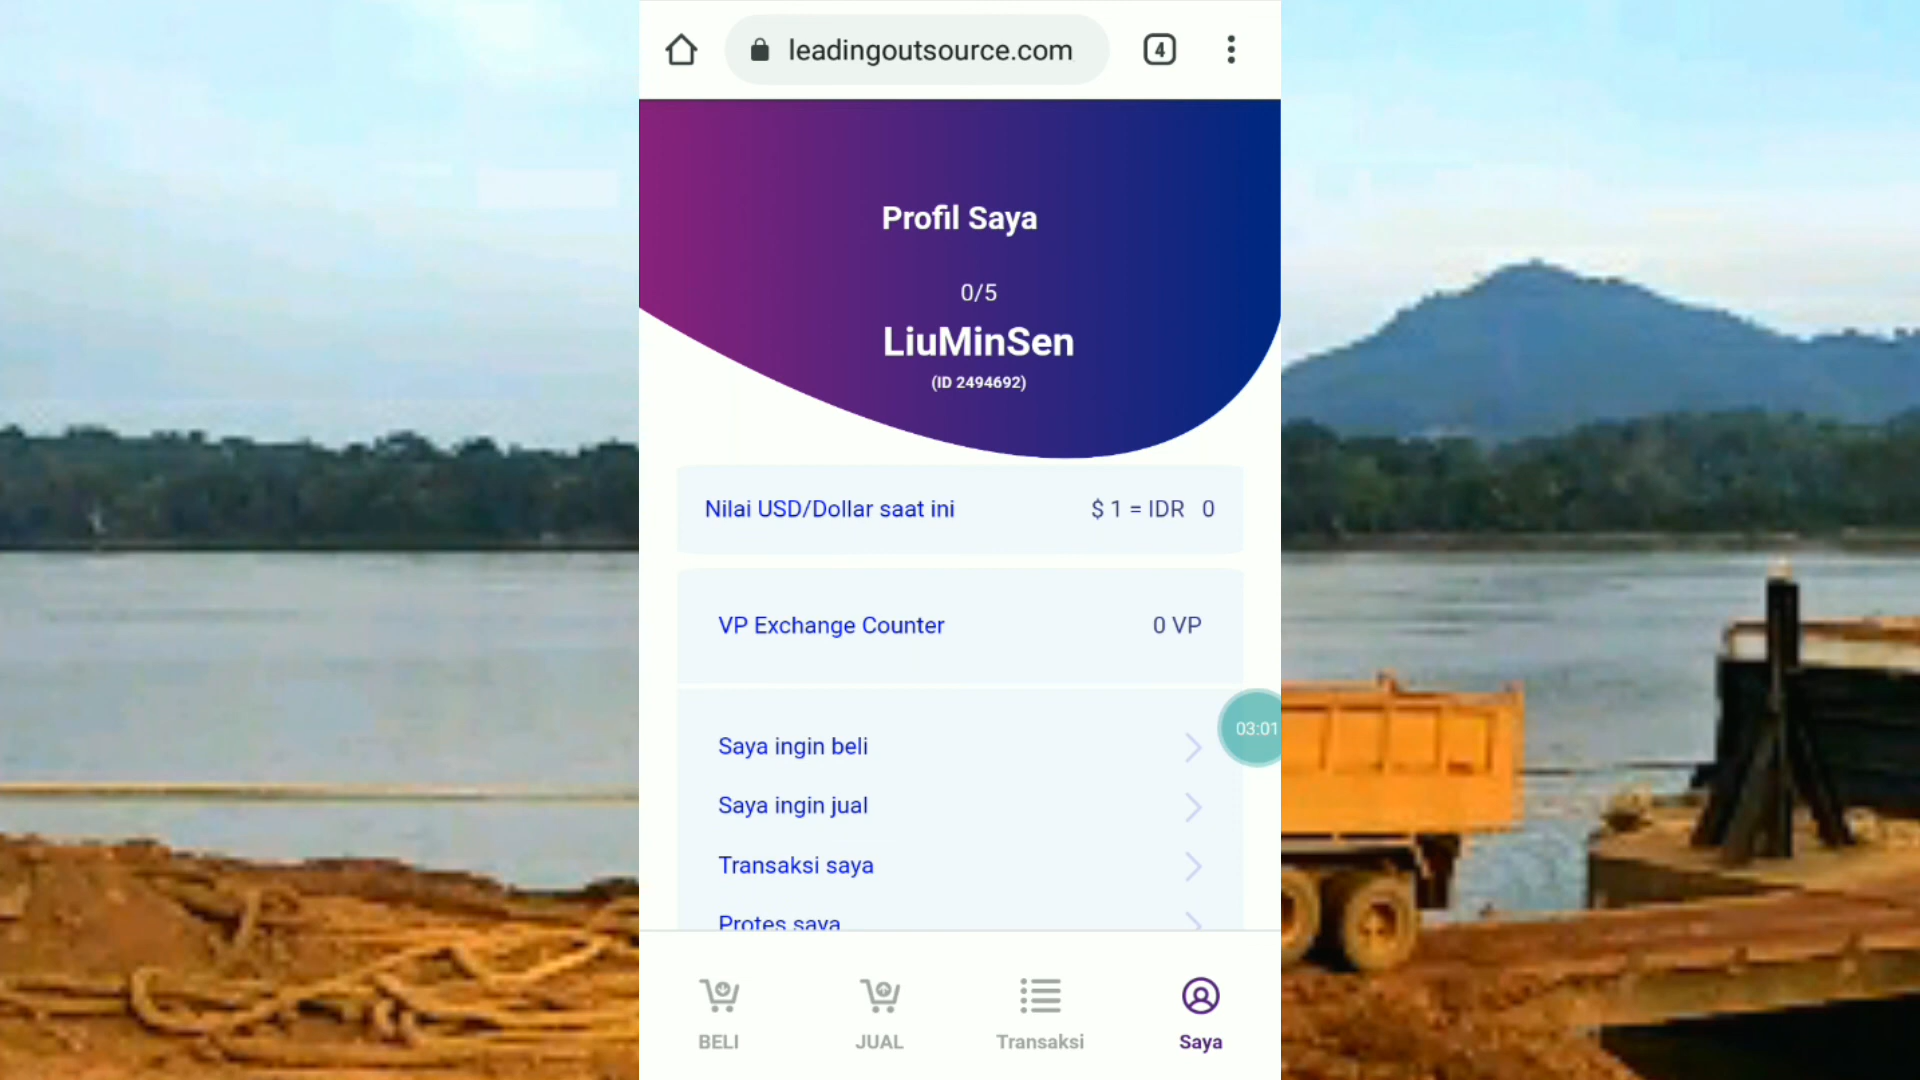 leadingoutsource.com
4
Profil Saya
0/5
LiuMinSen
(ID 2494692)
Nilai USD/Dollar saat ini $ 1 = IDR 0
VP Exchange Counter 0 VP
03:01
Saya ingin beli
Saya ingin jual
Transaksi saya
Protes saya
BELI JUAL Transaksi Saya